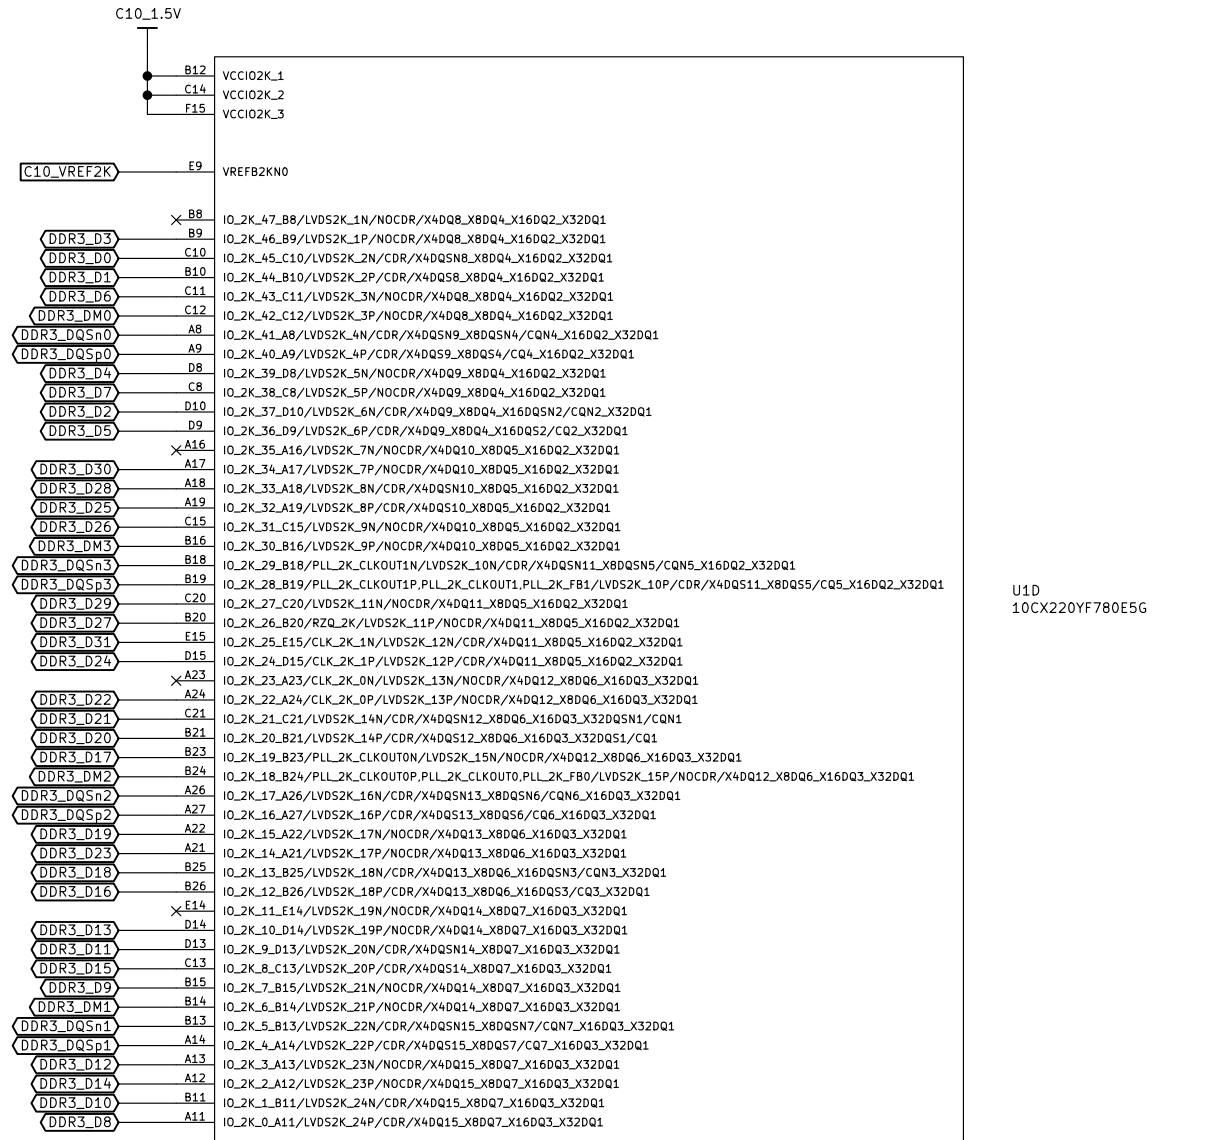 C10_1.5V
B12 VCCIO2K_1
C14 VCCIO2K_2
F15 VCCIO2K_3
C10_VREF2K E9 VREFB2KN0
B8 IO_2K_47_B8/LVDS2K_1N/NOCDR/X4DQ8_X8DQ4_X16DQ2_X32DQ1
DDR3_D3 B9 IO_2K_46_B9/LVDS2K_1P/NOCDR/X4DQ8_X8DQ4_X16DQ2_X32DQ1
DDR3_D0 C10 IO_2K_45_C10/LVDS2K_2N/CDR/X4DQSN8_X8DQ4_X16DQ2_X32DQ1
DDR3_D1 B10 IO_2K_44_B10/LVDS2K_2P/CDR/X4DQS8_X8DQ4_X16DQ2_X32DQ1
DDR3_D6 C11 IO_2K_43_C11/LVDS2K_3N/NOCDR/X4DQ8_X8DQ4_X16DQ2_X32DQ1
DDR3_DM0 C12 IO_2K_42_C12/LVDS2K_3P/NOCDR/X4DQ8_X8DQ4_X16DQ2_X32DQ1
DDR3_DQSn0 A8 IO_2K_41_A8/LVDS2K_4N/CDR/X4DQSN9_X8DQSN4/CQN4_X16DQ2_X32DQ1
DDR3_DQSp0 A9 IO_2K_40_A9/LVDS2K_4P/CDR/X4DQS9_X8DQS4/CQ4_X16DQ2_X32DQ1
DDR3_D4 D8 IO_2K_39_D8/LVDS2K_5N/NOCDR/X4DQ9_X8DQ4_X16DQ2_X32DQ1
DDR3_D7 C8 IO_2K_38_C8/LVDS2K_5P/NOCDR/X4DQ9_X8DQ4_X16DQ2_X32DQ1
DDR3_D2 D10 IO_2K_37_D10/LVDS2K_6N/CDR/X4DQ9_X8DQ4_X16DQSN2/CQN2_X32DQ1
DDR3_D5 D9 IO_2K_36_D9/LVDS2K_6P/CDR/X4DQ9_X8DQ4_X16DQS2/CQ2_X32DQ1
A16 IO_2K_35_A16/LVDS2K_7N/NOCDR/X4DQ10_X8DQ5_X16DQ2_X32DQ1
DDR3_D30 A17 IO_2K_34_A17/LVDS2K_7P/NOCDR/X4DQ10_X8DQ5_X16DQ2_X32DQ1
DDR3_D28 A18 IO_2K_33_A18/LVDS2K_8N/CDR/X4DQSN10_X8DQ5_X16DQ2_X32DQ1
DDR3_D25 A19 IO_2K_32_A19/LVDS2K_8P/CDR/X4DQS10_X8DQ5_X16DQ2_X32DQ1
DDR3_D26 C15 IO_2K_31_C15/LVDS2K_9N/NOCDR/X4DQ10_X8DQ5_X16DQ2_X32DQ1
DDR3_DM3 B16 IO_2K_30_B16/LVDS2K_9P/NOCDR/X4DQ10_X8DQ5_X16DQ2_X32DQ1
DDR3_DQSn3 B18 IO_2K_29_B18/PLL_2K_CLKOUT1N/LVDS2K_10N/CDR/X4DQSN11_X8DQSN5/CQN5_X16DQ2_X32DQ1
DDR3_DQSp3 B19 IO_2K_28_B19/PLL_2K_CLKOUT1P,PLL_2K_CLKOUT1,PLL_2K_FB1/LVDS2K_10P/CDR/X4DQS11_X8DQS5/CQ5_X16DQ2_X32DQ1
DDR3_D29 C20 IO_2K_27_C20/LVDS2K_11N/NOCDR/X4DQ11_X8DQ5_X16DQ2_X32DQ1
DDR3_D27 B20 IO_2K_26_B20/RZQ_2K/LVDS2K_11P/NOCDR/X4DQ11_X8DQ5_X16DQ2_X32DQ1
DDR3_D31 E15 IO_2K_25_E15/CLK_2K_1N/LVDS2K_12N/CDR/X4DQ11_X8DQ5_X16DQ2_X32DQ1
DDR3_D24 D15 IO_2K_24_D15/CLK_2K_1P/LVDS2K_12P/CDR/X4DQ11_X8DQ5_X16DQ2_X32DQ1
A23 IO_2K_23_A23/CLK_2K_0N/LVDS2K_13N/NOCDR/X4DQ12_X8DQ6_X16DQ3_X32DQ1
DDR3_D22 A24 IO_2K_22_A24/CLK_2K_0P/LVDS2K_13P/NOCDR/X4DQ12_X8DQ6_X16DQ3_X32DQ1
DDR3_D21 C21 IO_2K_21_C21/LVDS2K_14N/CDR/X4DQSN12_X8DQ6_X16DQ3_X32DQSN1/CQN1
DDR3_D20 B21 IO_2K_20_B21/LVDS2K_14P/CDR/X4DQS12_X8DQ6_X16DQ3_X32DQS1/CQ1
DDR3_D17 B23 IO_2K_19_B23/PLL_2K_CLKOUT0N/LVDS2K_15N/NOCDR/X4DQ12_X8DQ6_X16DQ3_X32DQ1
DDR3_DM2 B24 IO_2K_18_B24/PLL_2K_CLKOUT0P,PLL_2K_CLKOUT0,PLL_2K_FB0/LVDS2K_15P/NOCDR/X4DQ12_X8DQ6_X16DQ3_X32DQ1
DDR3_DQSn2 A26 IO_2K_17_A26/LVDS2K_16N/CDR/X4DQSN13_X8DQSN6/CQN6_X16DQ3_X32DQ1
DDR3_DQSp2 A27 IO_2K_16_A27/LVDS2K_16P/CDR/X4DQS13_X8DQS6/CQ6_X16DQ3_X32DQ1
DDR3_D19 A22 IO_2K_15_A22/LVDS2K_17N/NOCDR/X4DQ13_X8DQ6_X16DQ3_X32DQ1
DDR3_D23 A21 IO_2K_14_A21/LVDS2K_17P/NOCDR/X4DQ13_X8DQ6_X16DQ3_X32DQ1
DDR3_D18 B25 IO_2K_13_B25/LVDS2K_18N/CDR/X4DQ13_X8DQ6_X16DQSN3/CQN3_X32DQ1
DDR3_D16 B26 IO_2K_12_B26/LVDS2K_18P/CDR/X4DQ13_X8DQ6_X16DQS3/CQ3_X32DQ1
E14 IO_2K_11_E14/LVDS2K_19N/NOCDR/X4DQ14_X8DQ7_X16DQ3_X32DQ1
DDR3_D13 D14 IO_2K_10_D14/LVDS2K_19P/NOCDR/X4DQ14_X8DQ7_X16DQ3_X32DQ1
DDR3_D11 D13 IO_2K_9_D13/LVDS2K_20N/CDR/X4DQSN14_X8DQ7_X16DQ3_X32DQ1
DDR3_D15 C13 IO_2K_8_C13/LVDS2K_20P/CDR/X4DQS14_X8DQ7_X16DQ3_X32DQ1
DDR3_D9 B15 IO_2K_7_B15/LVDS2K_21N/NOCDR/X4DQ14_X8DQ7_X16DQ3_X32DQ1
DDR3_DM1 B14 IO_2K_6_B14/LVDS2K_21P/NOCDR/X4DQ14_X8DQ7_X16DQ3_X32DQ1
DDR3_DQSn1 B13 IO_2K_5_B13/LVDS2K_22N/CDR/X4DQSN15_X8DQSN7/CQN7_X16DQ3_X32DQ1
DDR3_DQSp1 A14 IO_2K_4_A14/LVDS2K_22P/CDR/X4DQS15_X8DQS7/CQ7_X16DQ3_X32DQ1
DDR3_D12 A13 IO_2K_3_A13/LVDS2K_23N/NOCDR/X4DQ15_X8DQ7_X16DQ3_X32DQ1
DDR3_D14 A12 IO_2K_2_A12/LVDS2K_23P/NOCDR/X4DQ15_X8DQ7_X16DQ3_X32DQ1
DDR3_D10 B11 IO_2K_1_B11/LVDS2K_24N/CDR/X4DQ15_X8DQ7_X16DQ3_X32DQ1
DDR3_D8 A11 IO_2K_0_A11/LVDS2K_24P/CDR/X4DQ15_X8DQ7_X16DQ3_X32DQ1
U1D
10CX220YF780E5G